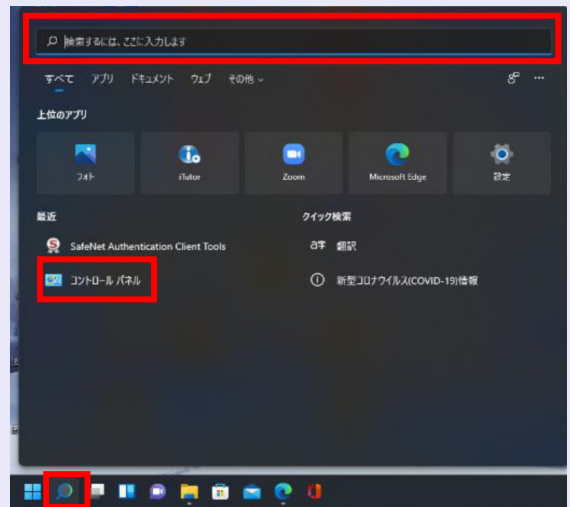 検索するには、ここに入力します
すべて アプリ ドキュメント ウェブ その他
上位のアプリ
フォト iTutor Zoom Microsoft Edge 設定
最近 クイック検索
SafeNet Authentication Client Tools a字 翻訳
コントロール パネル 新型コロナウイルス(COVID-19)情報